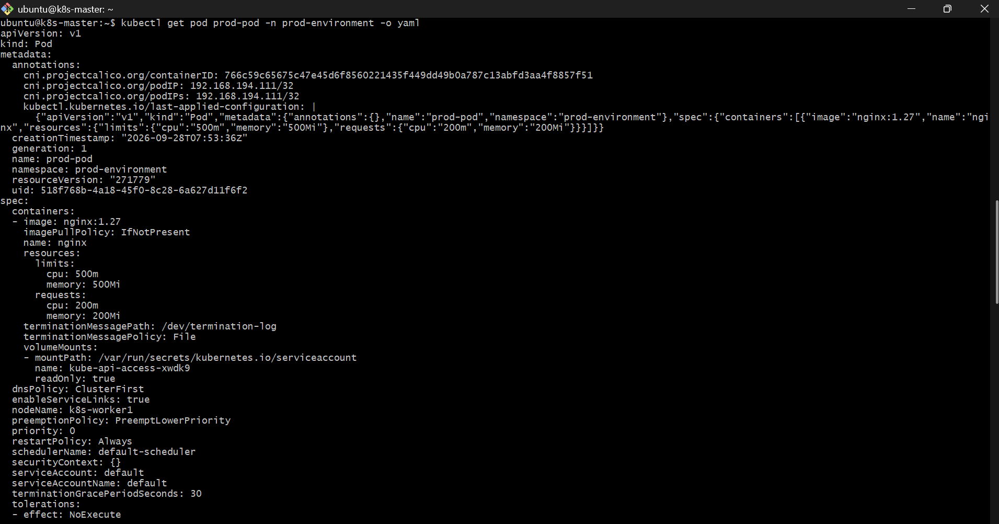 ubuntu@k8s-master: ~
ubuntu@k8s-master:~$ kubectl get pod prod-pod -n prod-environment -o yaml
apiVersion: v1
kind: Pod
metadata:
  annotations:
    cni.projectcalico.org/containerID: 766c59c65675c47e45d6f8560221435f449dd49b0a787c13abfd3aa4f8857f51
    cni.projectcalico.org/podIP: 192.168.194.111/32
    cni.projectcalico.org/podIPs: 192.168.194.111/32
    kubectl.kubernetes.io/last-applied-configuration: |
      {"apiVersion":"v1","kind":"Pod","metadata":{"annotations":{},"name":"prod-pod","namespace":"prod-environment"},"spec":{"containers":[{"image":"nginx:1.27","name":"ngi
nx","resources":{"limits":{"cpu":"500m","memory":"500Mi"},"requests":{"cpu":"200m","memory":"200Mi"}}}]}}
  creationTimestamp: "2026-09-28T07:53:36Z"
  generation: 1
  name: prod-pod
  namespace: prod-environment
  resourceVersion: "271779"
  uid: 518f768b-4a18-45f0-8c28-6a627d11f6f2
spec:
  containers:
  - image: nginx:1.27
    imagePullPolicy: IfNotPresent
    name: nginx
    resources:
      limits:
        cpu: 500m
        memory: 500Mi
      requests:
        cpu: 200m
        memory: 200Mi
    terminationMessagePath: /dev/termination-log
    terminationMessagePolicy: File
    volumeMounts:
    - mountPath: /var/run/secrets/kubernetes.io/serviceaccount
      name: kube-api-access-xwdk9
      readOnly: true
  dnsPolicy: ClusterFirst
  enableServiceLinks: true
  nodeName: k8s-worker1
  preemptionPolicy: PreemptLowerPriority
  priority: 0
  restartPolicy: Always
  schedulerName: default-scheduler
  securityContext: {}
  serviceAccount: default
  serviceAccountName: default
  terminationGracePeriodSeconds: 30
  tolerations:
  - effect: NoExecute